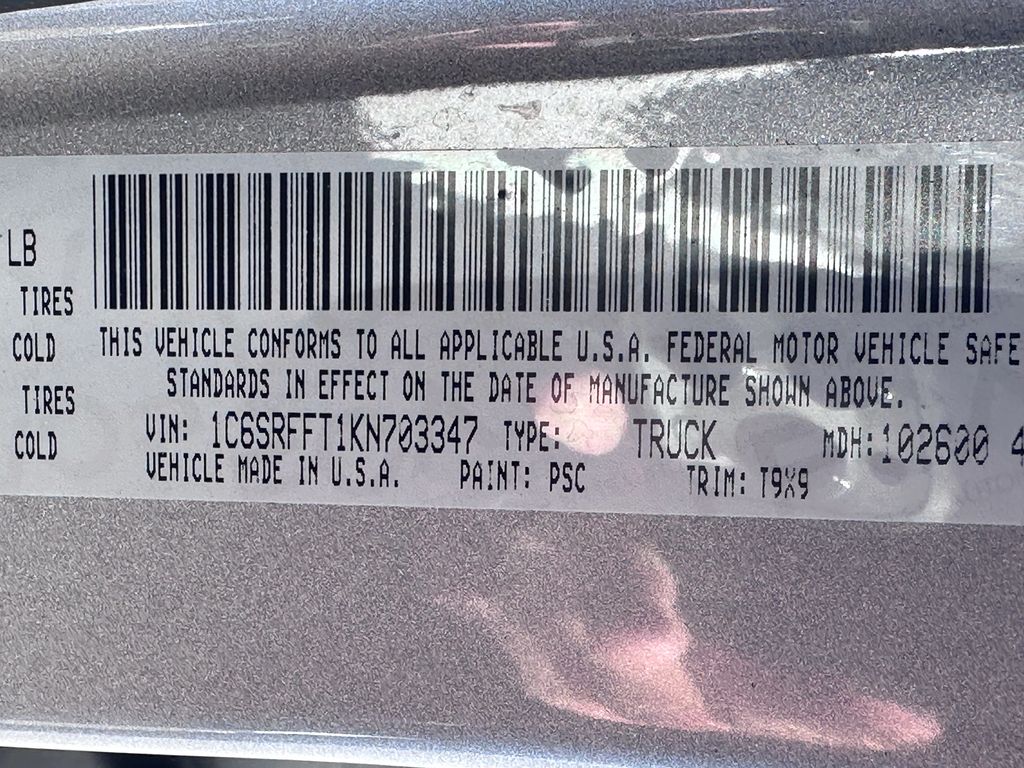 LB
TIRES
COLD
TIRES
COLD
THIS VEHICLE CONFORMS TO ALL APPLICABLE U.S.A. FEDERAL MOTOR VEHICLE SAFE
STANDARDS IN EFFECT ON THE DATE OF MANUFACTURE SHOWN ABOVE.
VIN: 1C6SRFFT1KN703347 TYPE: TRUCK MDH:102600 4
VEHICLE MADE IN U.S.A. PAINT: PSC TRIM: T9X9